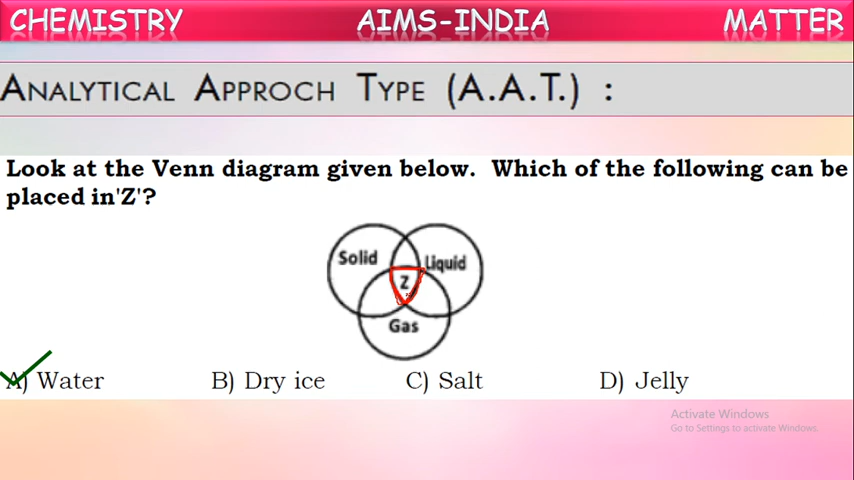 CHEMISTRY AIMS-INDIA MATTER
ANALYTICAL APPROCH TYPE (A.A.T.) :
Look at the Venn diagram given below. Which of the following can be
placed in'Z'?
Solid Liquid
Z
Gas
A) Water B) Dry ice C) Salt D) Jelly
Activate Windows
Go to Settings to activate Windows.